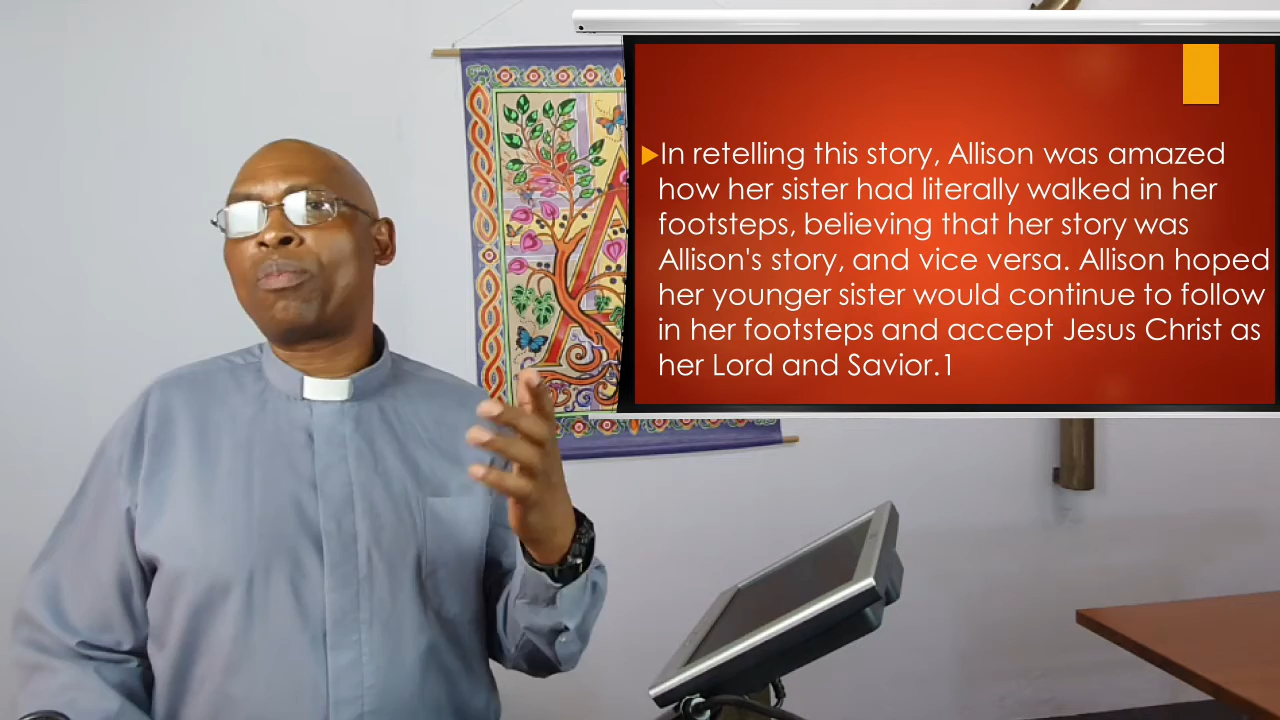 In retelling this story, Allison was amazed
how her sister had literally walked in her
footsteps, believing that her story was
Allison's story, and vice versa. Allison hoped
her younger sister would continue to follow
in her footsteps and accept Jesus Christ as
her Lord and Savior.1